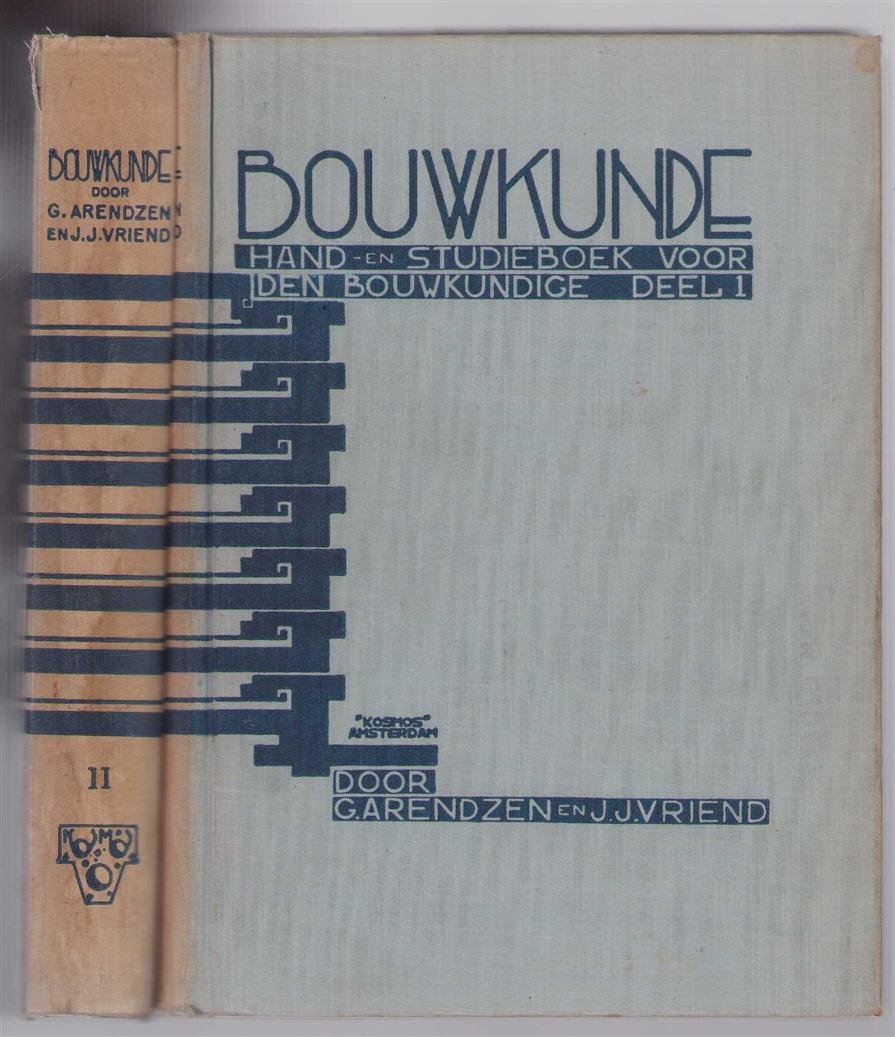 BOUWKUNDE
DOOR
G. ARENDZEN
EN J.J. VRIEND
II
BOUWKUNDE
HAND-EN STUDIEBOEK VOOR
DEN BOUWKUNDIGE DEEL 1
"KOSMOS"
AMSTERDAM
DOOR
G. ARENDZEN EN J.J. VRIEND